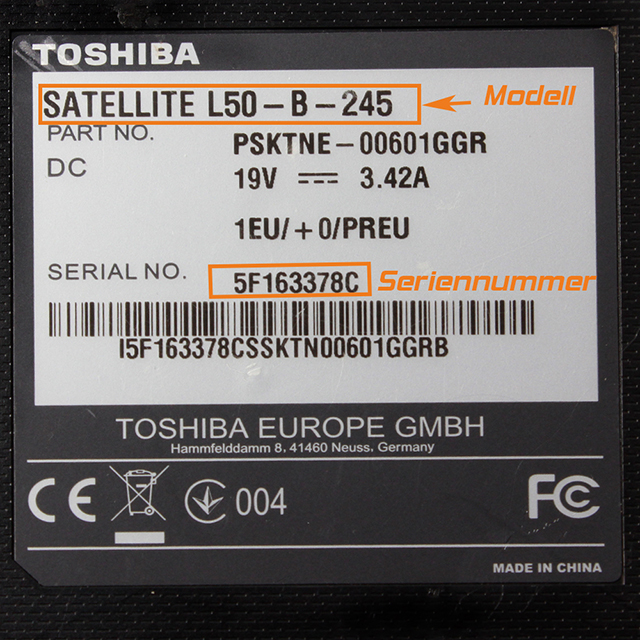 TOSHIBA
SATELLITE L50-B-245 Modell
PART NO. PSKTNE-00601GGR
DC 19V 3.42A
1EU/+0/PREU
SERIAL NO. 5F163378C Seriennummer
I5F163378CSSKTN00601GGRB
TOSHIBA EUROPE GMBH
Hammfelddamm 8, 41460 Neuss, Germany
CE 004 FC
MADE IN CHINA